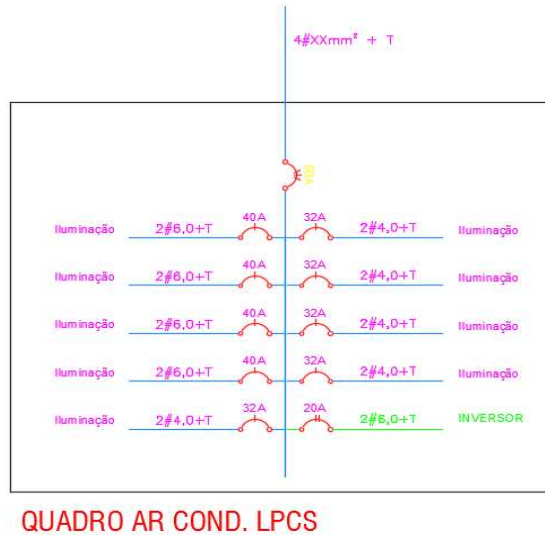 4#XXmm² + T
Iluminação 2#6,0+T 40A 32A 2#4,0+T Iluminação
Iluminação 2#6,0+T 40A 32A 2#4,0+T Iluminação
Iluminação 2#6,0+T 40A 32A 2#4,0+T Iluminação
Iluminação 2#6,0+T 40A 32A 2#4,0+T Iluminação
Iluminação 2#4,0+T 32A 20A 2#6,0+T INVERSOR
QUADRO AR COND. LPCS